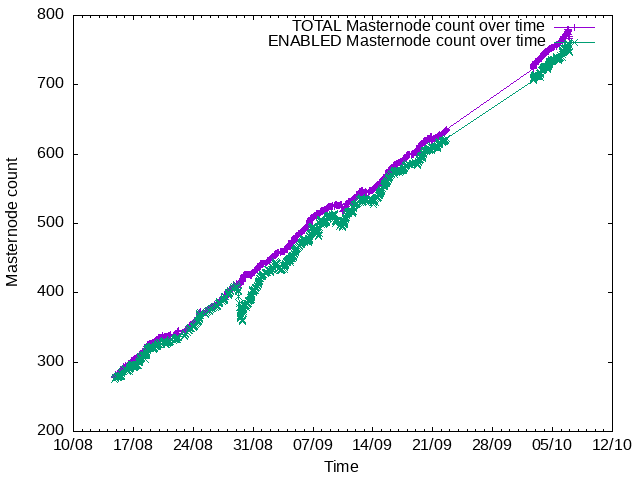 800
700
600
500
400
300
200
Masternode count
TOTAL Masternode count over time
ENABLED Masternode count over time
10/08 17/08 24/08 31/08 07/09 14/09 21/09 28/09 05/10 12/10
Time